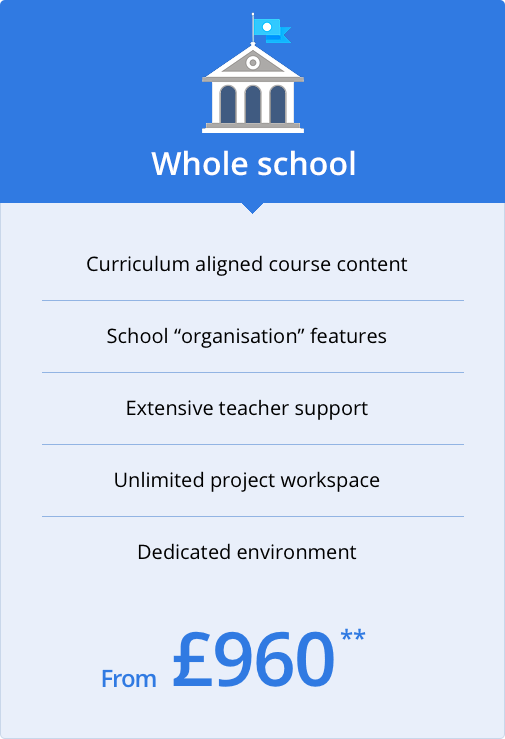 Whole school
Curriculum aligned course content
School “organisation” features
Extensive teacher support
Unlimited project workspace
Dedicated environment
From £960**